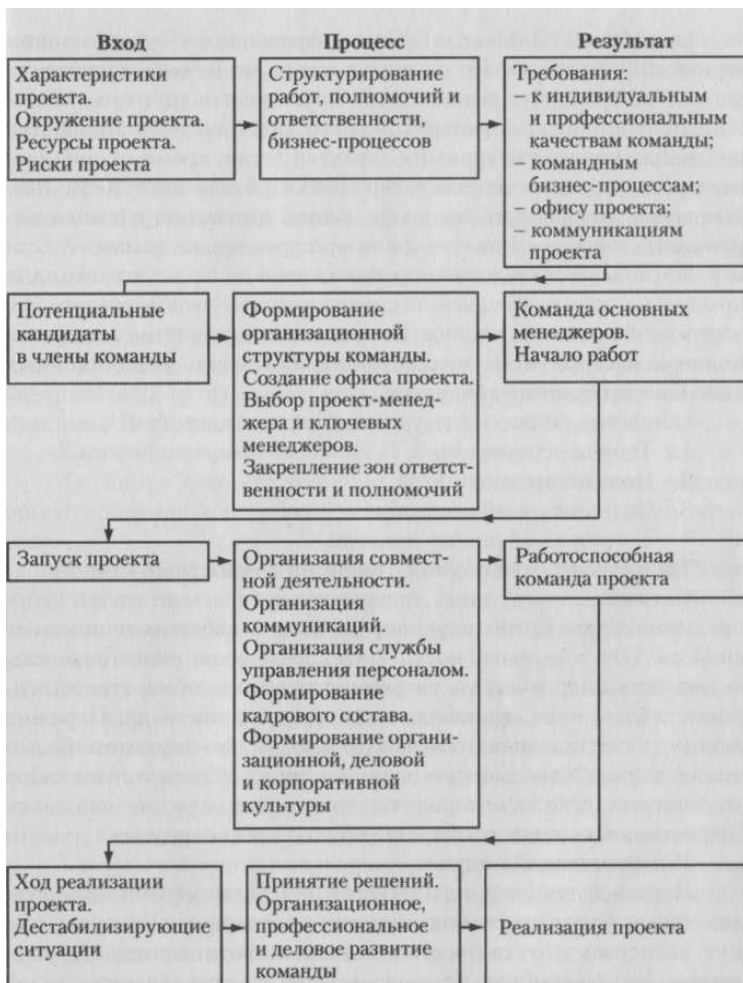 Вход
Процесс
Результат
Характеристики
проекта.
Окружение проекта.
Ресурсы проекта.
Риски проекта
Структурирование
работ, полномочий и
ответственности,
бизнес-процессов
Требования:
– к индивидуальным
и профессиональным
качествам команды;
– командным
бизнес-процессам;
– офису проекта;
– коммуникациям
проекта
Потенциальные
кандидаты
в члены команды
Формирование
организационной
структуры команды.
Создание офиса проекта.
Выбор проект-менед-
жера и ключевых
менеджеров.
Закрепление зон ответст-
венности и полномочий
Команда основных
менеджеров.
Начало работ
Запуск проекта
Организация совмест-
ной деятельности.
Организация
коммуникаций.
Организация службы
управления персоналом.
Формирование
кадрового состава.
Формирование органи-
зационной, деловой
и корпоративной
культуры
Работоспособная
команда проекта
Ход реализации
проекта.
Дестабилизирующие
ситуации
Принятие решений.
Организационное,
профессиональное
и деловое развитие
команды
Реализация проекта